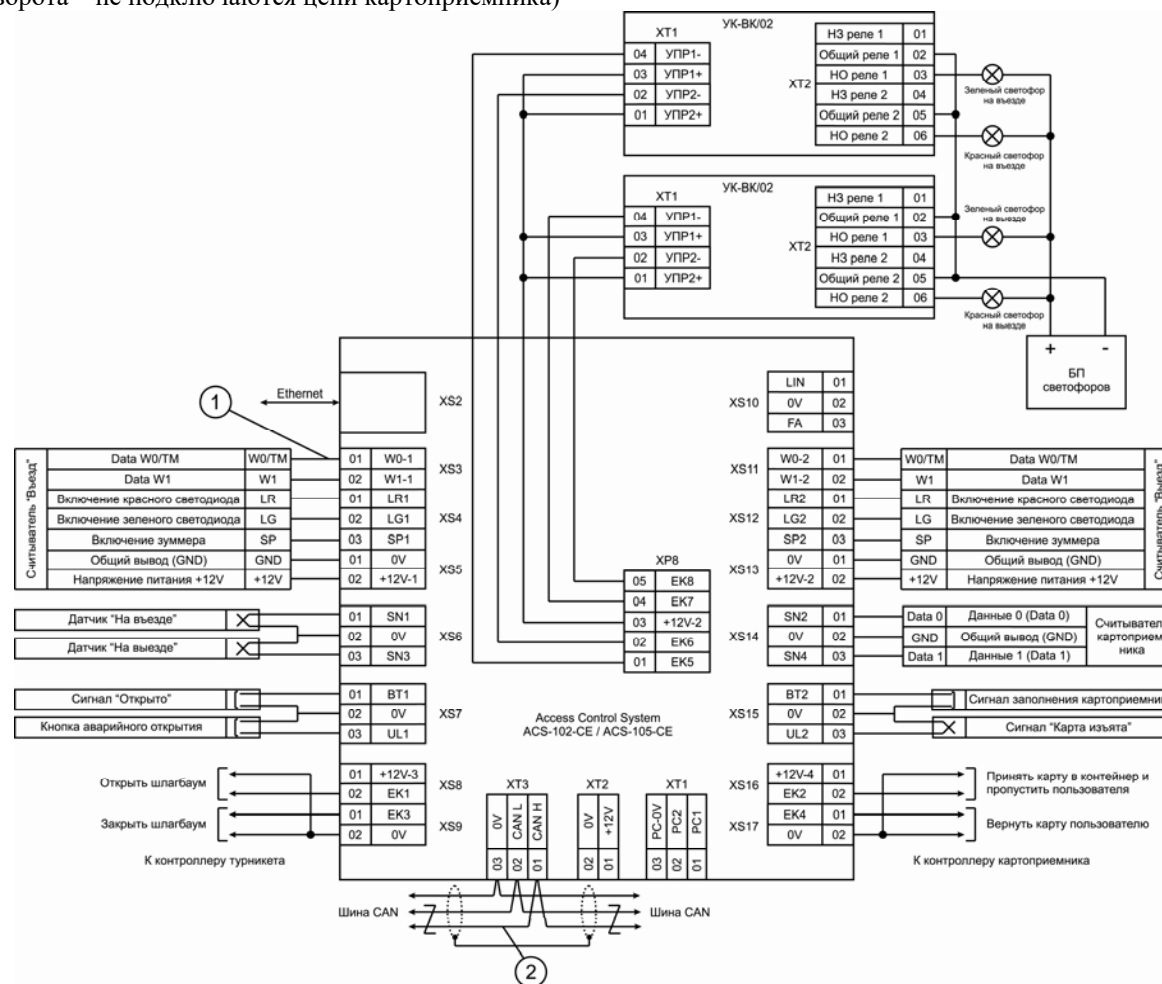 ворота – не подключаются цепи картоприемника)
УК-ВК/02
XT1
04 УПР1-
03 УПР1+
02 УПР2-
01 УПР2+
XT2
НЗ реле 1 01
Общий реле 1 02
НО реле 1 03
НЗ реле 2 04
Общий реле 2 05
НО реле 2 06
Зеленый светофор
на въезде
Красный светофор
на въезде
УК-ВК/02
XT1
04 УПР1-
03 УПР1+
02 УПР2-
01 УПР2+
XT2
НЗ реле 1 01
Общий реле 1 02
НО реле 1 03
НЗ реле 2 04
Общий реле 2 05
НО реле 2 06
Зеленый светофор
на выезде
Красный светофор
на выезде
+ -
БП
светофоров
1
Ethernet
XS2
XS10
LIN 01
0V 02
FA 03
Считыватель "Въезд"
Data W0/TM W0/TM 01 W0-1
Data W1 W1 02 W1-1
XS3
Включение красного светодиода LR 01 LR1
Включение зеленого светодиода LG 02 LG1
Включение зуммера SP 03 SP1
XS4
Общий вывод (GND) GND 01 0V
Напряжение питания +12V +12V 02 +12V-1
XS5
Датчик "На въезде" 01 SN1
02 0V
Датчик "На выезде" 03 SN3
XS6
Сигнал "Открыто" 01 BT1
02 0V
Кнопка аварийного открытия 03 UL1
XS7
Открыть шлагбаум
01 +12V-3
02 EK1
XS8
Закрыть шлагбаум
01 EK3
02 0V
XS9
К контроллеру турникета
XP8
05 EK8
04 EK7
03 +12V-2
02 EK6
01 EK5
Access Control System
ACS-102-CE / ACS-105-CE
XS11
W0-2 01 W0/TM Data W0/TM
W1-2 02 W1 Data W1
XS12
LR2 01 LR Включение красного светодиода
LG2 02 LG Включение зеленого светодиода
SP2 03 SP Включение зуммера
XS13
0V 01 GND Общий вывод (GND)
+12V-2 02 +12V Напряжение питания +12V
Считыватель "Выезд"
XS14
SN2 01 Data 0 Данные 0 (Data 0)
0V 02 GND Общий вывод (GND)
SN4 03 Data 1 Данные 1 (Data 1)
Считывател
картоприем
ника
XS15
BT2 01 Сигнал заполнения картоприемни
0V 02
UL2 03 Сигнал "Карта изъята"
XS16
+12V-4 01
EK2 02
Принять карту в контейнер и
пропустить пользователя
XS17
EK4 01
0V 02
Вернуть карту пользователю
К контроллеру картоприемника
XT3
0V CAN L CAN H
03 02 01
XT2
0V +12V
02 01
XT1
PC-0V PC2 PC1
03 02 01
Шина CAN
Шина CAN
2